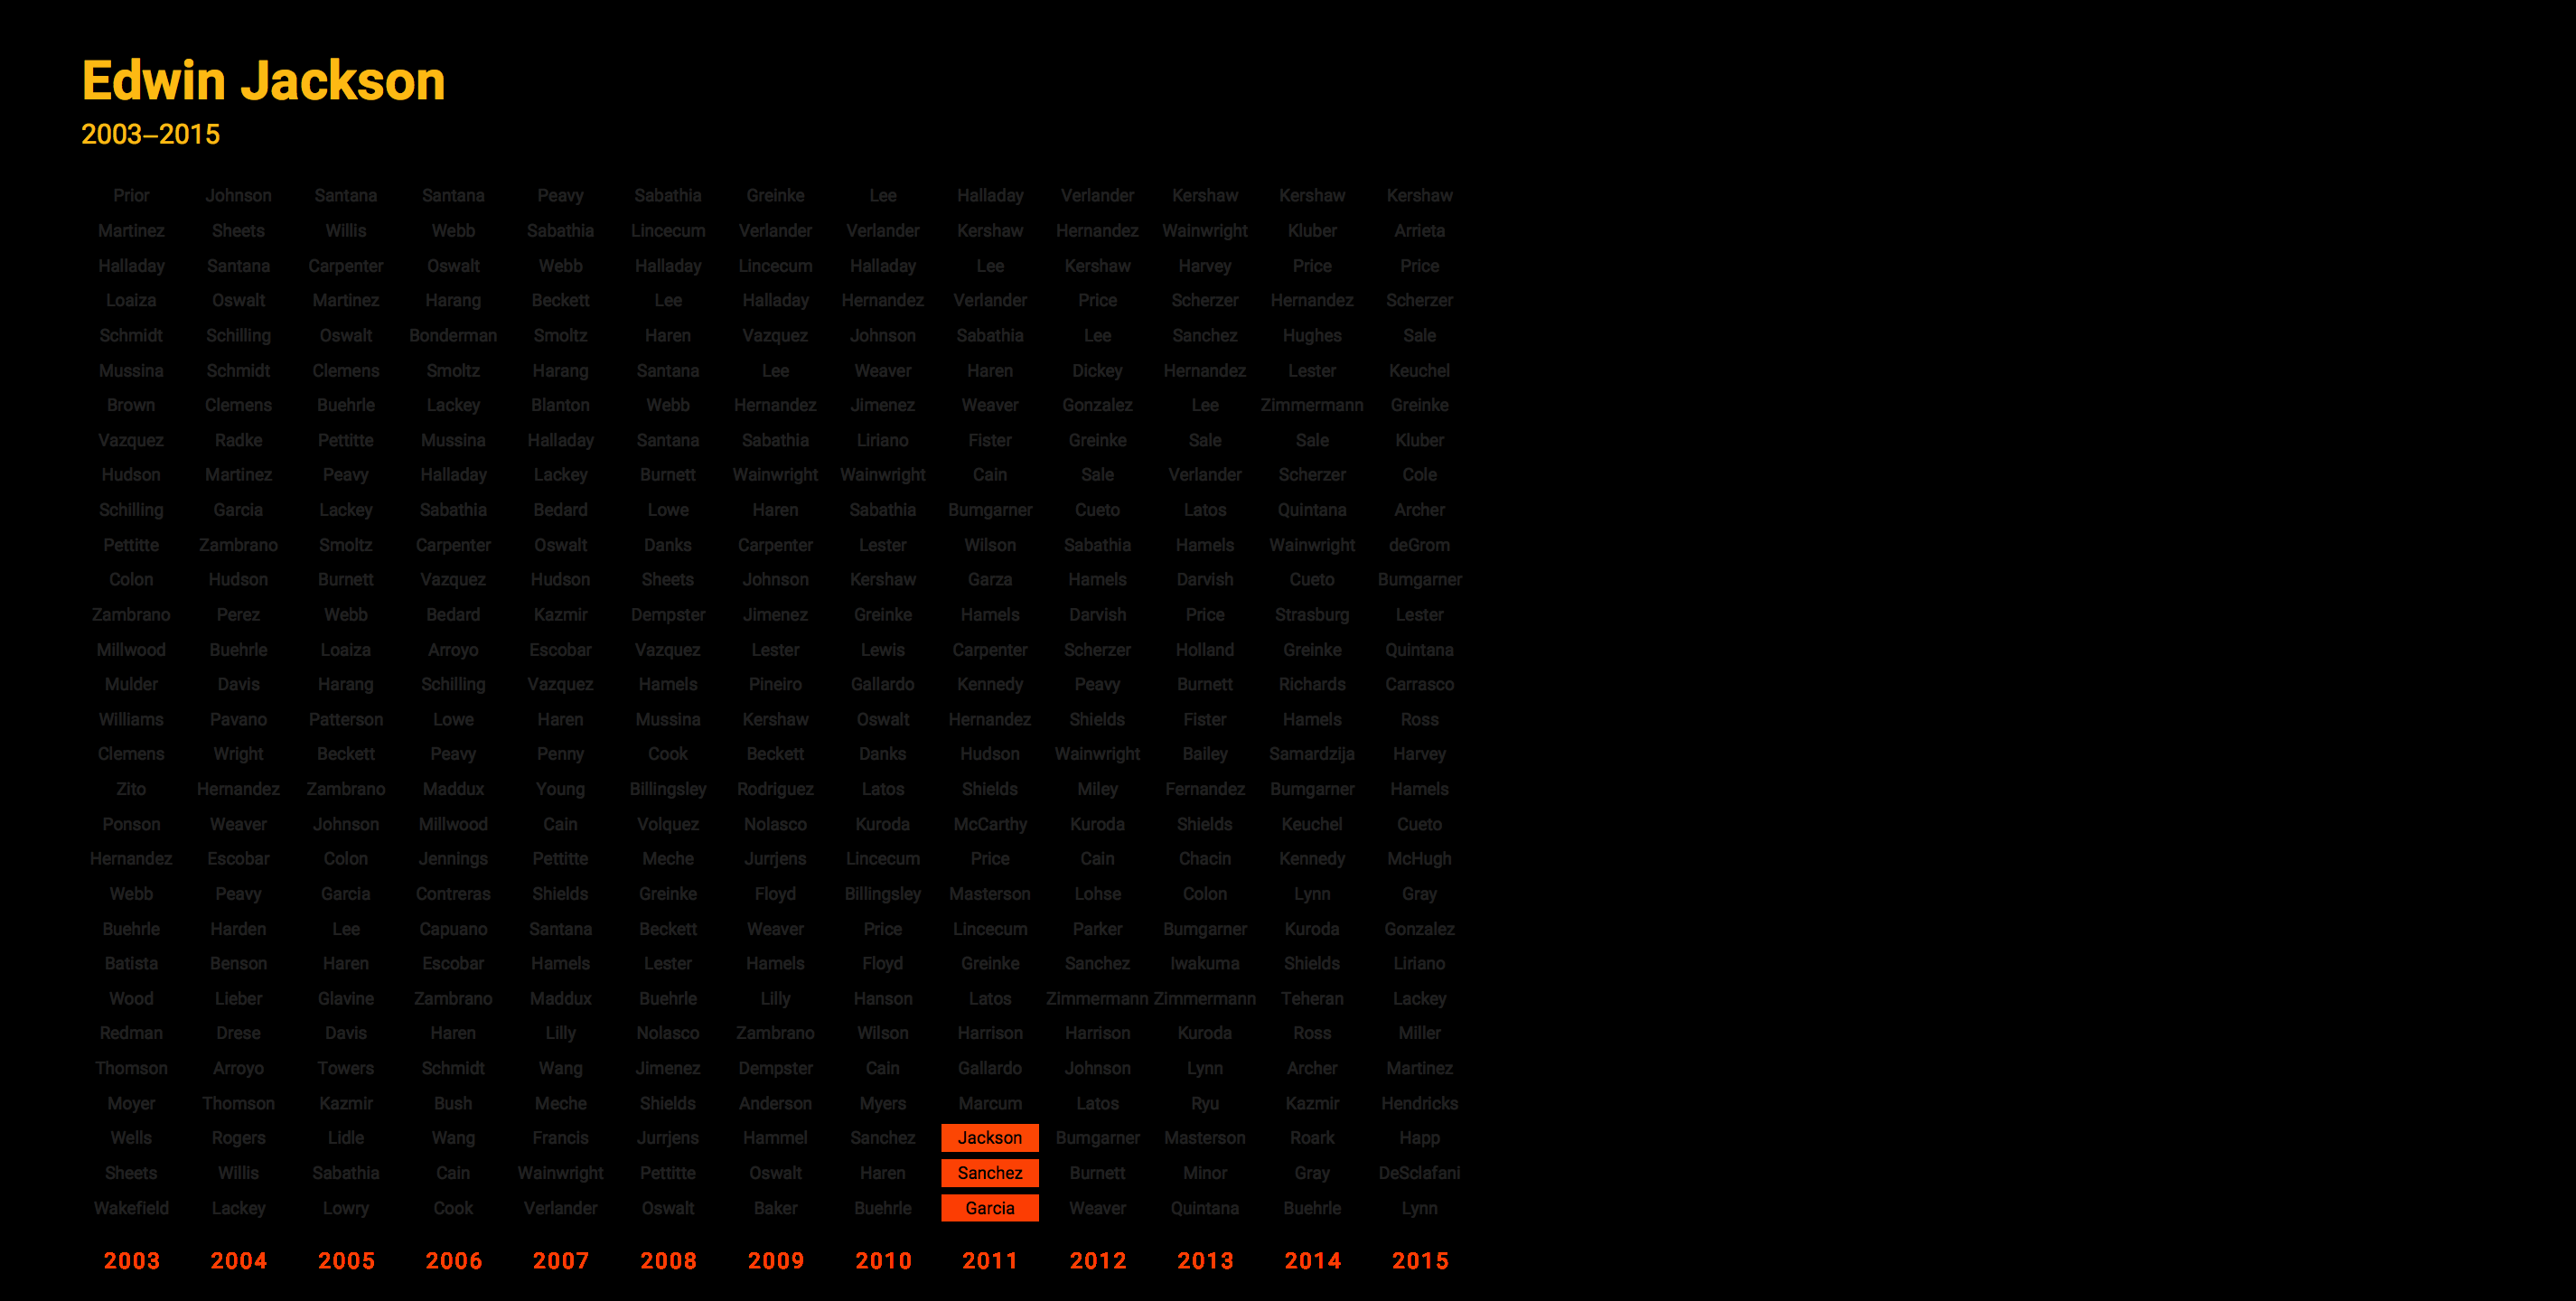 Edwin Jackson
2003–2015
Prior Johnson Santana Santana Peavy Sabathia Greinke Lee Halladay Verlander Kershaw Kershaw Kershaw
Martinez Sheets Willis Webb Sabathia Lincecum Verlander Verlander Kershaw Hernandez Wainwright Kluber Arrieta
Halladay Santana Carpenter Oswalt Webb Halladay Lincecum Halladay Lee Kershaw Harvey Price Price
Loaiza Oswalt Martinez Harang Beckett Lee Halladay Hernandez Verlander Price Scherzer Hernandez Scherzer
Schmidt Schilling Oswalt Bonderman Smoltz Haren Vazquez Johnson Sabathia Lee Sanchez Hughes Sale
Mussina Schmidt Clemens Smoltz Harang Santana Lee Weaver Haren Dickey Hernandez Lester Keuchel
Brown Clemens Buehrle Lackey Blanton Webb Hernandez Jimenez Weaver Gonzalez Lee Zimmermann Greinke
Vazquez Radke Pettitte Mussina Halladay Santana Sabathia Liriano Fister Greinke Sale Sale Kluber
Hudson Martinez Peavy Halladay Lackey Burnett Wainwright Wainwright Cain Sale Verlander Scherzer Cole
Schilling Garcia Lackey Sabathia Bedard Lowe Haren Sabathia Bumgarner Cueto Latos Quintana Archer
Pettitte Zambrano Smoltz Carpenter Oswalt Danks Carpenter Lester Wilson Sabathia Hamels Wainwright deGrom
Colon Hudson Burnett Vazquez Hudson Sheets Johnson Kershaw Garza Hamels Darvish Cueto Bumgarner
Zambrano Perez Webb Bedard Kazmir Dempster Jimenez Greinke Hamels Darvish Price Strasburg Lester
Millwood Buehrle Loaiza Arroyo Escobar Vazquez Lester Lewis Carpenter Scherzer Holland Greinke Quintana
Mulder Davis Harang Schilling Vazquez Hamels Pineiro Gallardo Kennedy Peavy Burnett Richards Carrasco
Williams Pavano Patterson Lowe Haren Mussina Kershaw Oswalt Hernandez Shields Fister Hamels Ross
Clemens Wright Beckett Peavy Penny Cook Beckett Danks Hudson Wainwright Bailey Samardzija Harvey
Zito Hernandez Zambrano Maddux Young Billingsley Rodriguez Latos Shields Miley Fernandez Bumgarner Hamels
Ponson Weaver Johnson Millwood Cain Volquez Nolasco Kuroda McCarthy Kuroda Shields Keuchel Cueto
Hernandez Escobar Colon Jennings Pettitte Meche Jurrjens Lincecum Price Cain Chacin Kennedy McHugh
Webb Peavy Garcia Contreras Shields Greinke Floyd Billingsley Masterson Lohse Colon Lynn Gray
Buehrle Harden Lee Capuano Santana Beckett Weaver Price Lincecum Parker Bumgarner Kuroda Gonzalez
Batista Benson Haren Escobar Hamels Lester Hamels Floyd Greinke Sanchez Iwakuma Shields Liriano
Wood Lieber Glavine Zambrano Maddux Buehrle Lilly Hanson Latos Zimmermann Zimmermann Teheran Lackey
Redman Drese Davis Haren Lilly Nolasco Zambrano Wilson Harrison Harrison Kuroda Ross Miller
Thomson Arroyo Towers Schmidt Wang Jimenez Dempster Cain Gallardo Johnson Lynn Archer Martinez
Moyer Thomson Kazmir Bush Meche Shields Anderson Myers Marcum Latos Ryu Kazmir Hendricks
Wells Rogers Lidle Wang Francis Jurrjens Hammel Sanchez Jackson Bumgarner Masterson Roark Happ
Sheets Willis Sabathia Cain Wainwright Pettitte Oswalt Haren Sanchez Burnett Minor Gray DeSclafani
Wakefield Lackey Lowry Cook Verlander Oswalt Baker Buehrle Garcia Weaver Quintana Buehrle Lynn
2003 2004 2005 2006 2007 2008 2009 2010 2011 2012 2013 2014 2015